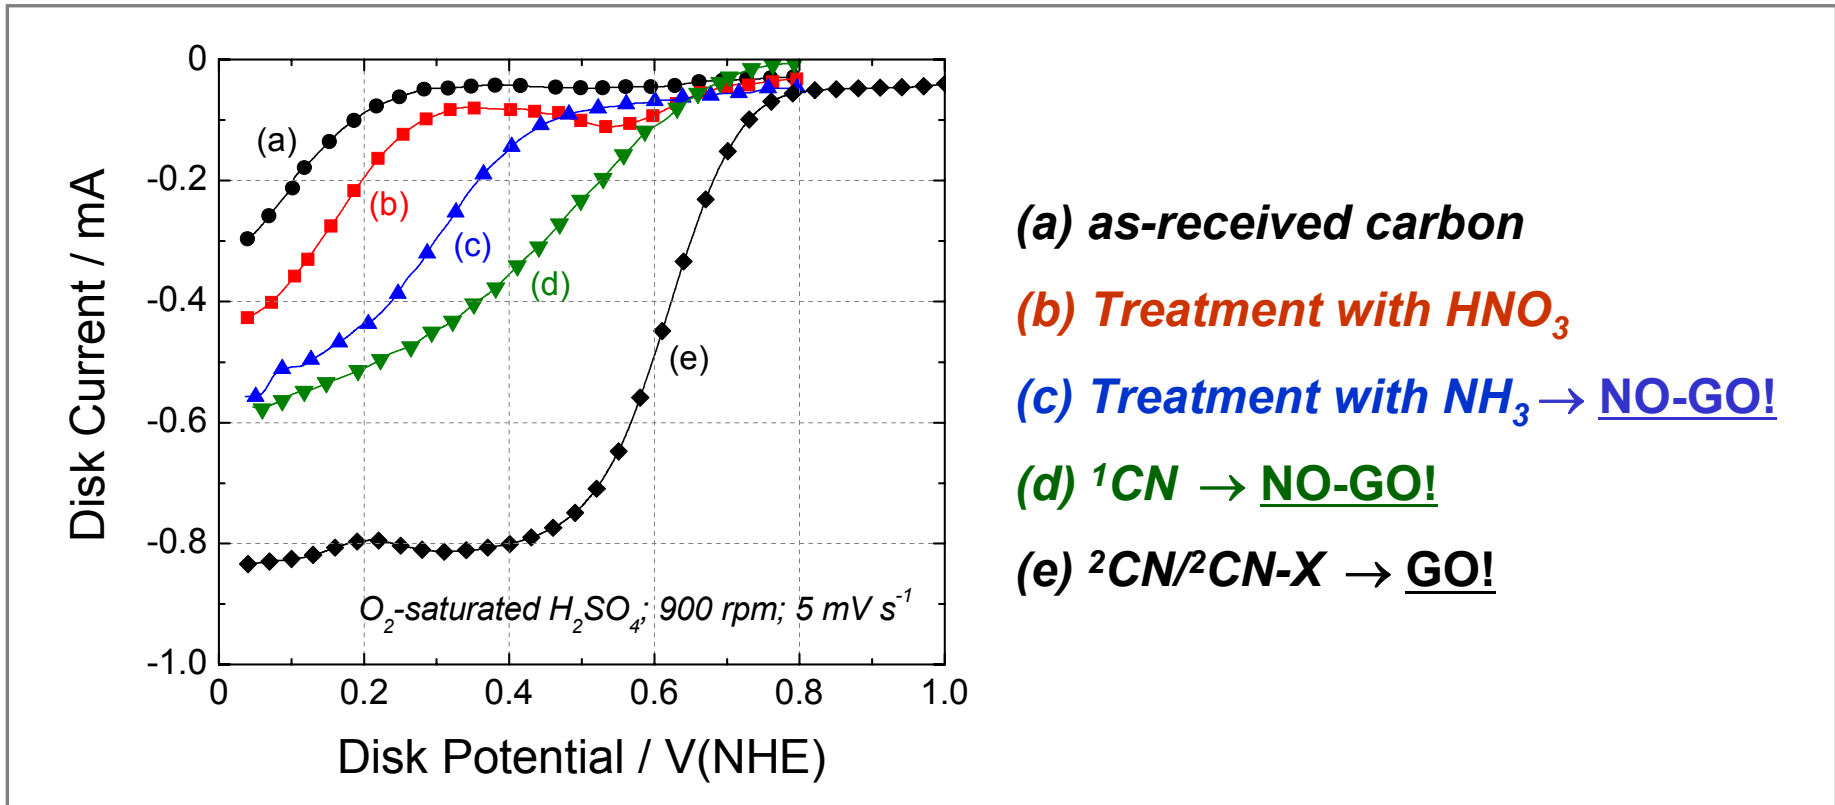 0
-0.2
-0.4
-0.6
-0.8
-1.0
0
0.2
0.4
0.6
0.8
1.0
Disk Current / mA
Disk Potential / V(NHE)
(a)
(b)
(c)
(d)
(e)
O₂-saturated H₂SO₄; 900 rpm; 5 mV s⁻¹
(a) as-received carbon
(b) Treatment with HNO₃
(c) Treatment with NH₃ → NO-GO!
(d) ¹CN → NO-GO!
(e) ²CN/²CN-X → GO!